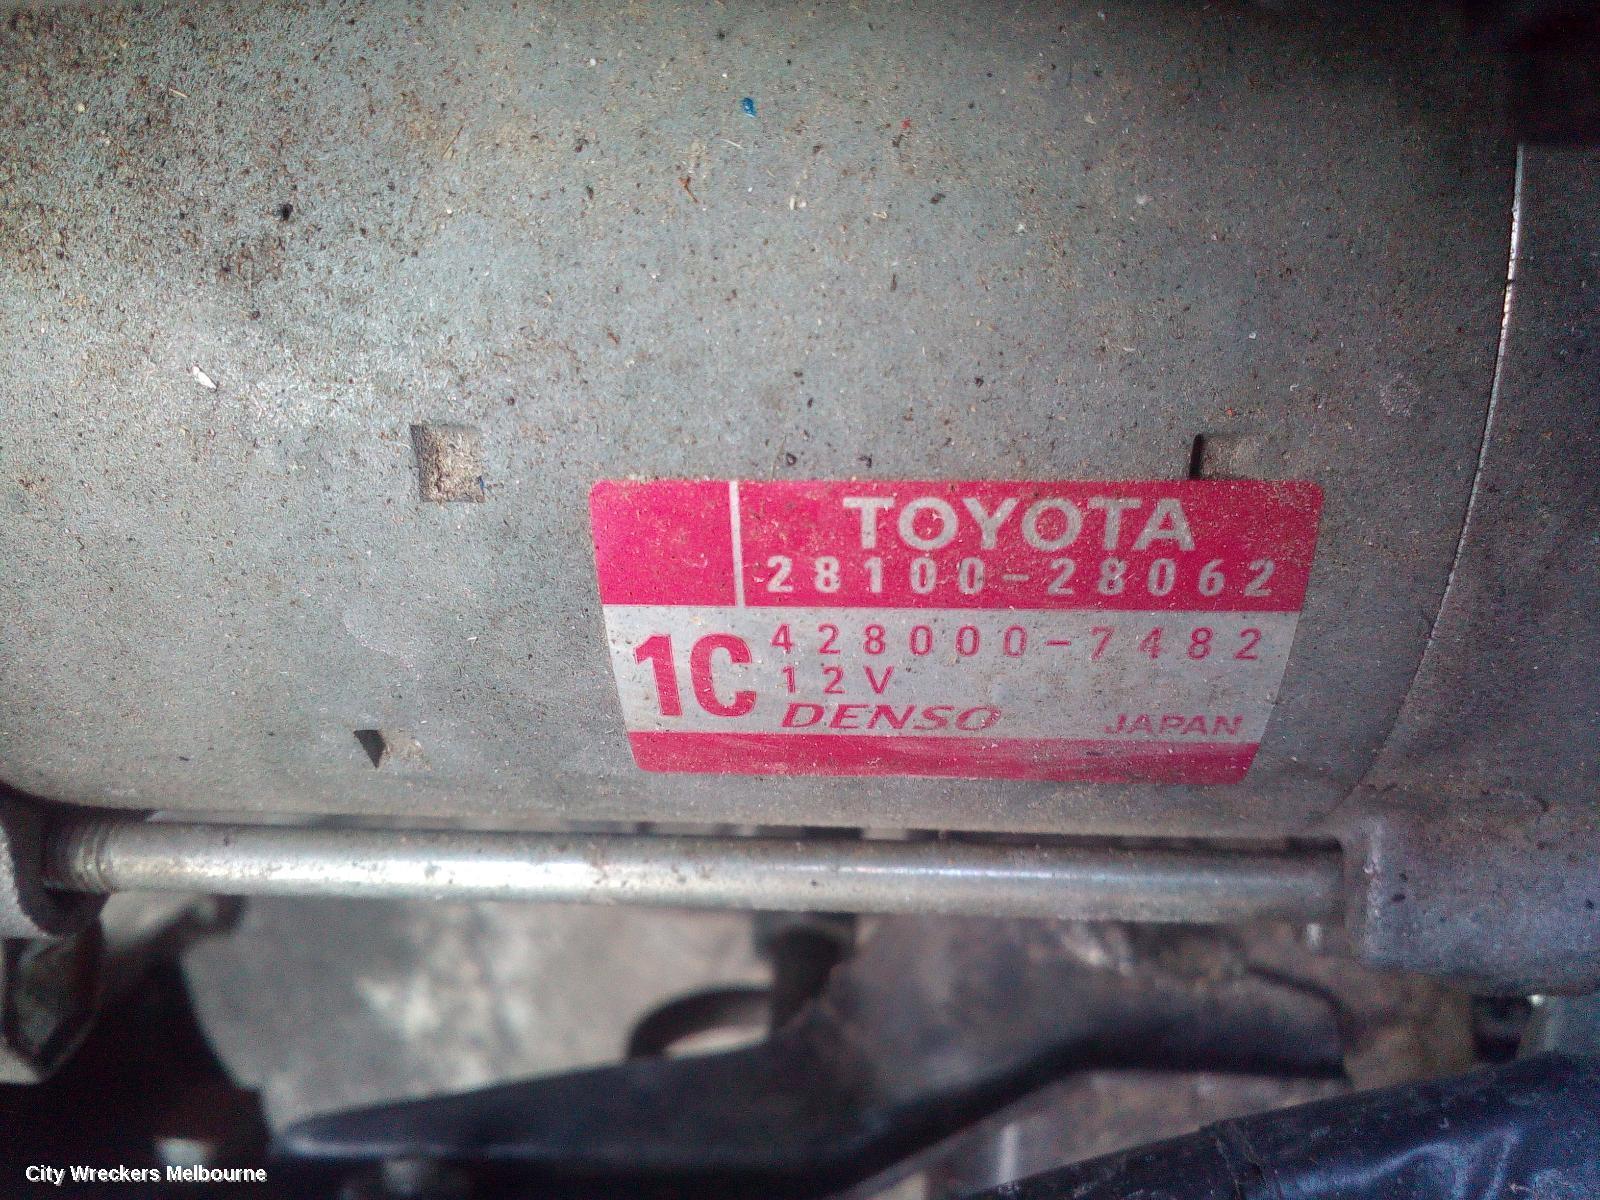 TOYOTA
28100-28062
1C
428000-7482
12V
DENSO JAPAN
City Wreckers Melbourne